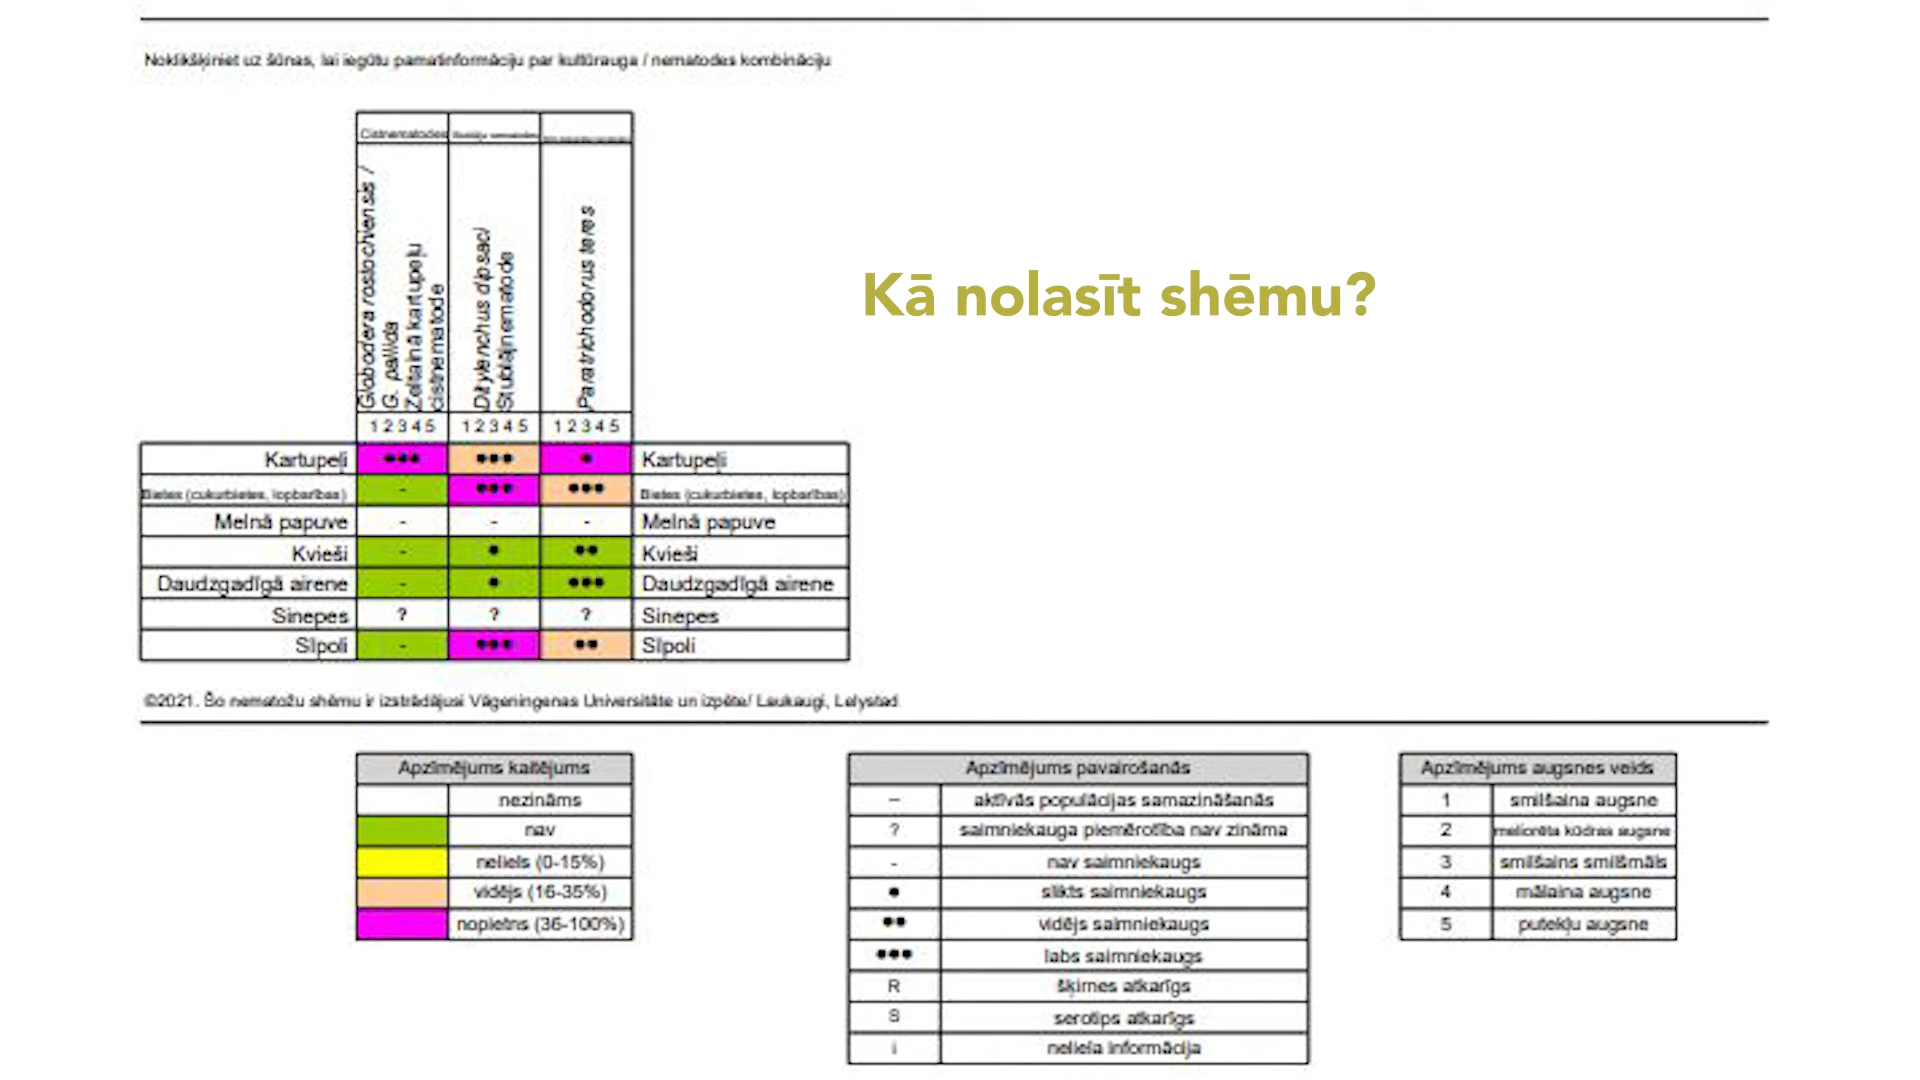 Noklikšķiniet uz šūnas, lai iegūtu pamatinformāciju par kultūrauga / nematodes kombināciju
Cistnematodes
Globodera rostochiensis /
G. pallida
Zeltainā kartupeļu
cistnematode
Ditylenchus dipsaci/
Stublājnematode
Paratrichodorus teres
Kā nolasīt shēmu?
1 2 3 4 5 1 2 3 4 5 1 2 3 4 5
Kartupeļi ●●● ●●● ● Kartupeļi
Bietes (cukurbietes, lopbarības) - ●●● ●●● Bietes (cukurbietes, lopbarības)
Melnā papuve - - - Melnā papuve
Kvieši - ● ●● Kvieši
Daudzgadīgā airene - ● ●●● Daudzgadīgā airene
Sinepes ? ? ? Sinepes
Sīpoli - ●●● ●● Sīpoli
©2021. Šo nematožu shēmu ir izstrādājusi Vāgeningenas Universitāte un izpēte/ Laukaugi, Lelystad
Apzīmējums kaitējums
nezināms
nav
neliels (0-15%)
vidējs (16-35%)
nopietns (36-100%)
Apzīmējums pavairošanās
-- aktīvās populācijas samazināšanās
? saimniekauga piemērotība nav zināma
- nav saimniekaugs
● slikts saimniekaugs
●● vidējs saimniekaugs
●●● labs saimniekaugs
R šķirnes atkarīgs
S serotips atkarīgs
i neliela informācija
Apzīmējums augsnes veids
1 smilšaina augsne
2 meliorēta kūdras augsne
3 smilšains smilšmāls
4 mālaina augsne
5 putekļu augsne